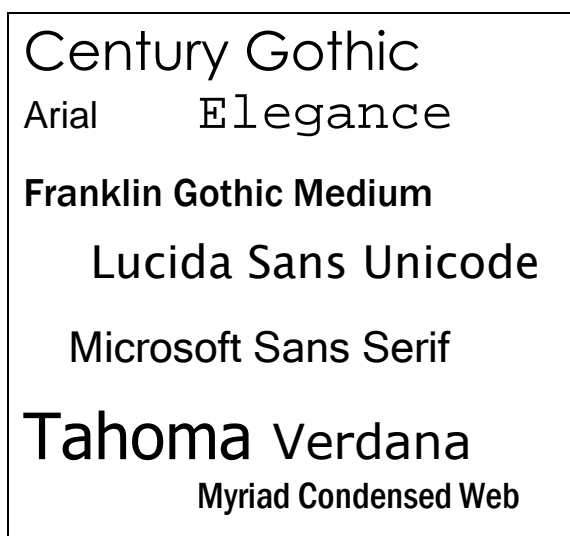 Century Gothic
Arial Elegance
Franklin Gothic Medium
Lucida Sans Unicode
Microsoft Sans Serif
Tahoma Verdana
Myriad Condensed Web